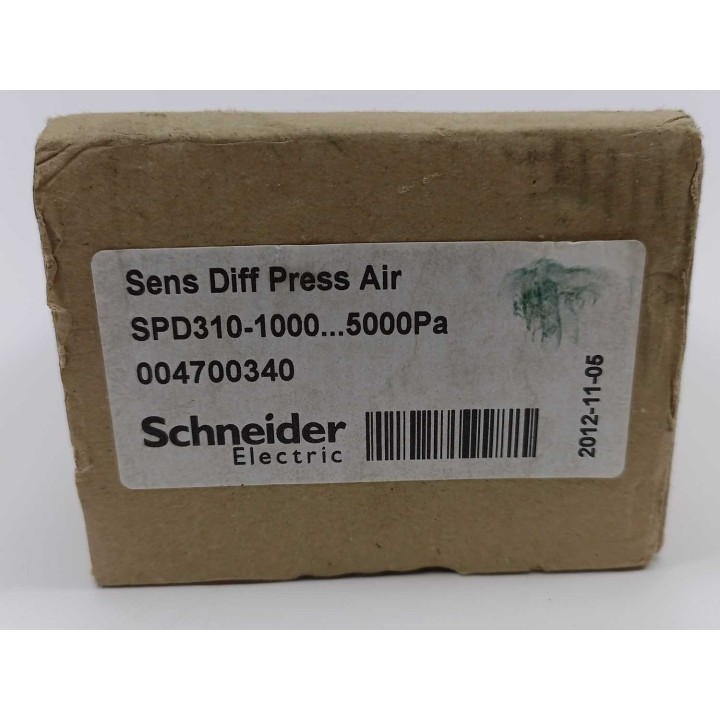 Sens Diff Press Air
SPD310-1000...5000Pa
004700340
Schneider
Electric
2012-11-05